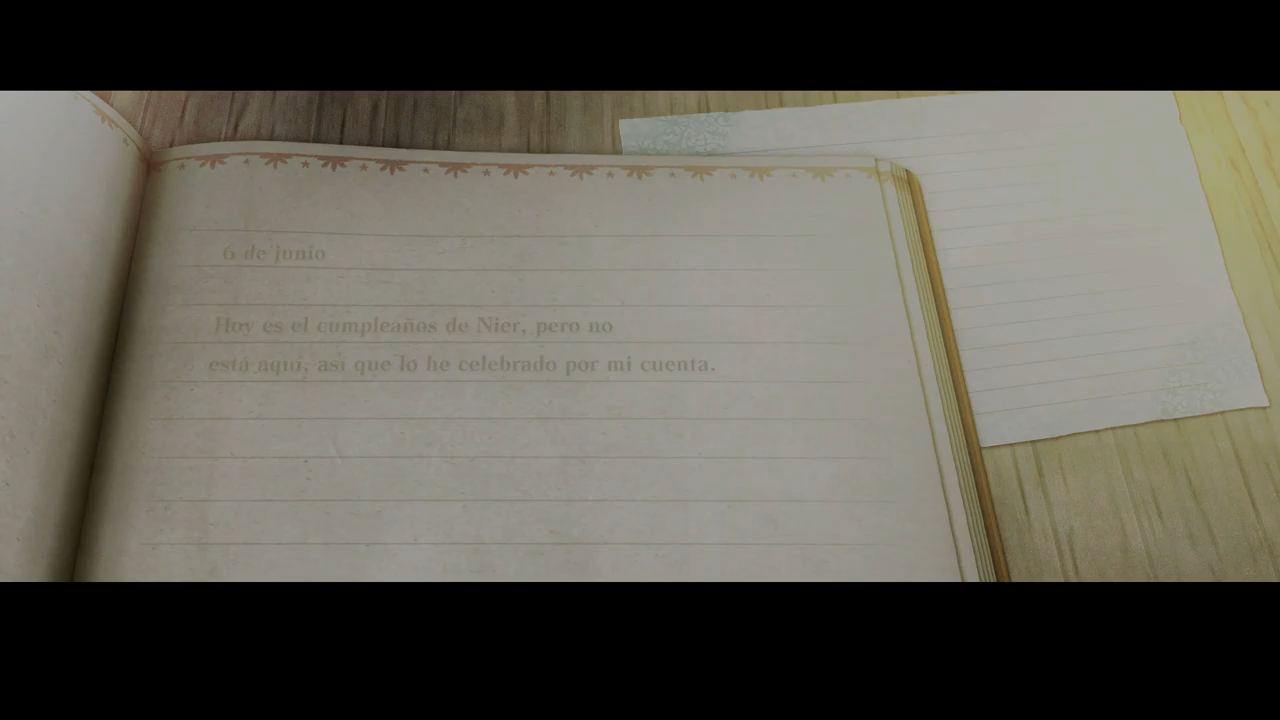 6 de junio
Hoy es el cumpleaños de Nier, pero no
está aquí, así que lo he celebrado por mi cuenta.